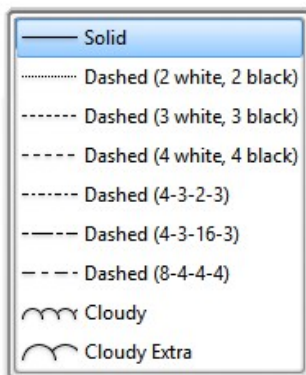 Solid
Dashed (2 white, 2 black)
Dashed (3 white, 3 black)
Dashed (4 white, 4 black)
Dashed (4-3-2-3)
Dashed (4-3-16-3)
Dashed (8-4-4-4)
Cloudy
Cloudy Extra